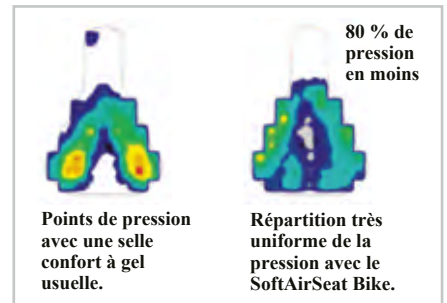 80 % de
pression
en moins
Points de pression
avec une selle
confort à gel
usuelle.
Répartition très
uniforme de la
pression avec le
SoftAirSeat Bike.